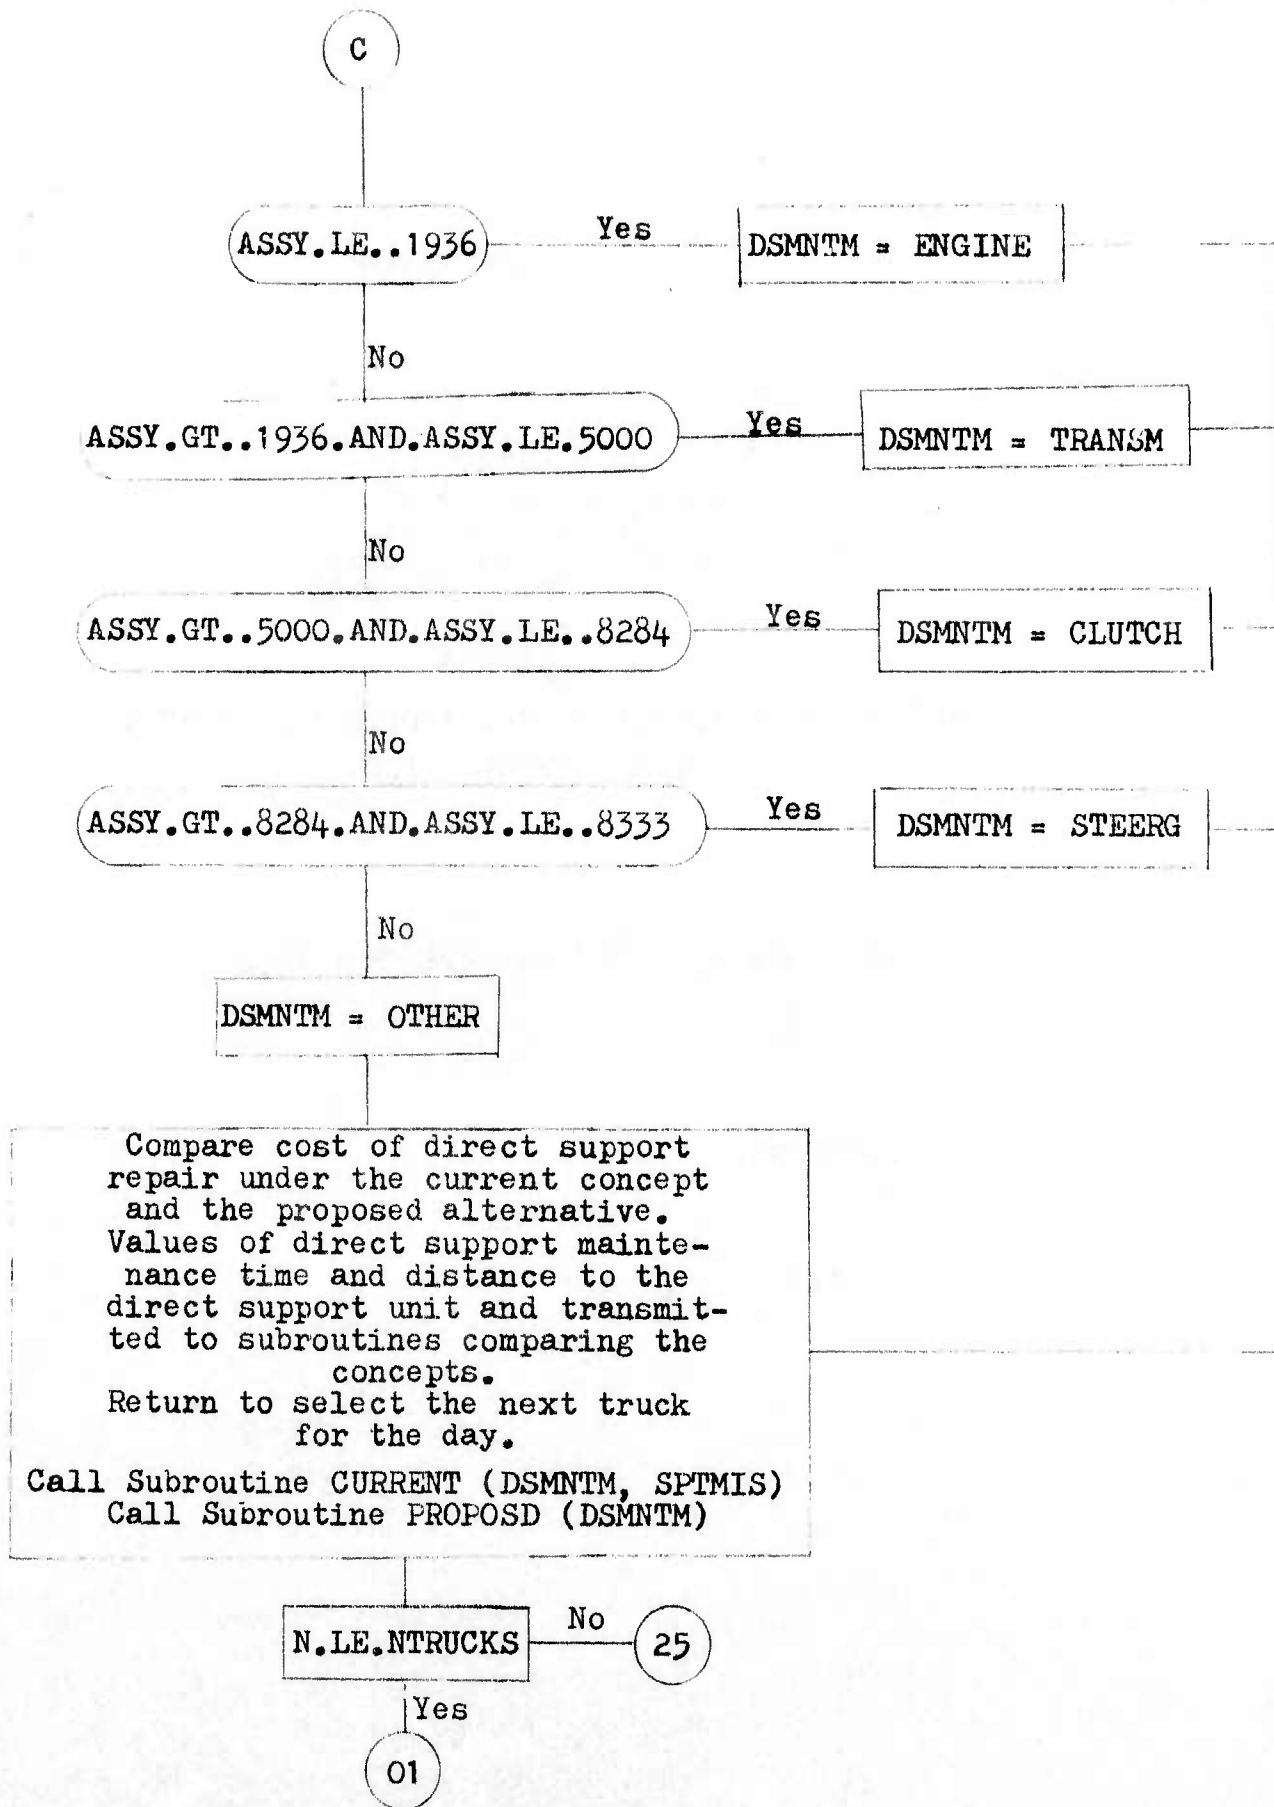 C
ASSY.LE..1936
Yes
DSMNTM = ENGINE
No
ASSY.GT..1936.AND.ASSY.LE.5000
Yes
DSMNTM = TRANSM
No
ASSY.GT..5000.AND.ASSY.LE..8284
Yes
DSMNTM = CLUTCH
No
ASSY.GT..8284.AND.ASSY.LE..8333
Yes
DSMNTM = STEERG
No
DSMNTM = OTHER
Compare cost of direct support
repair under the current concept
and the proposed alternative.
Values of direct support mainte-
nance time and distance to the
direct support unit and transmit-
ted to subroutines comparing the
concepts.
Return to select the next truck
for the day.
Call Subroutine CURRENT (DSMNTM, SPTMIS)
Call Subroutine PROPOSD (DSMNTM)
N.LE.NTRUCKS
No
25
Yes
01